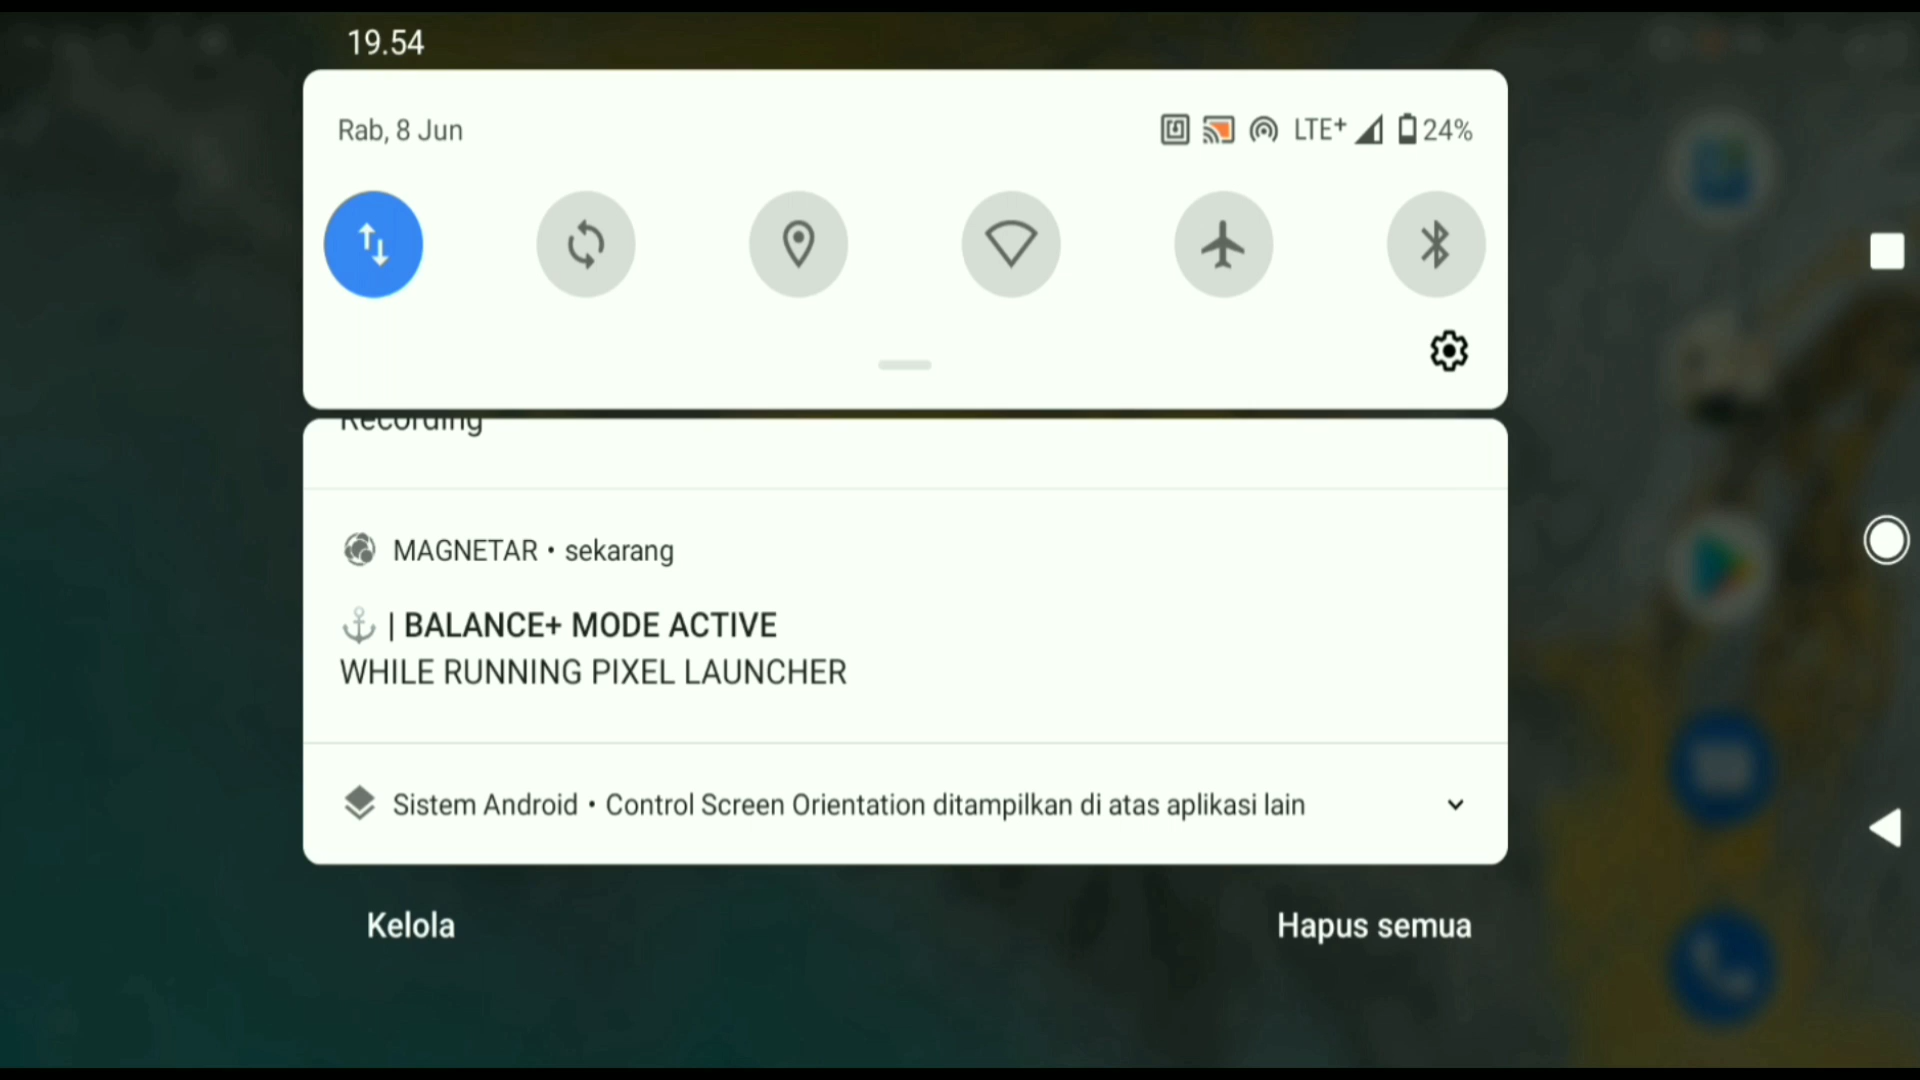 19.54
Rab, 8 Jun
LTE+ 24%
Recording
MAGNETAR • sekarang
⚓ | BALANCE+ MODE ACTIVE
WHILE RUNNING PIXEL LAUNCHER
Sistem Android • Control Screen Orientation ditampilkan di atas aplikasi lain
Kelola
Hapus semua